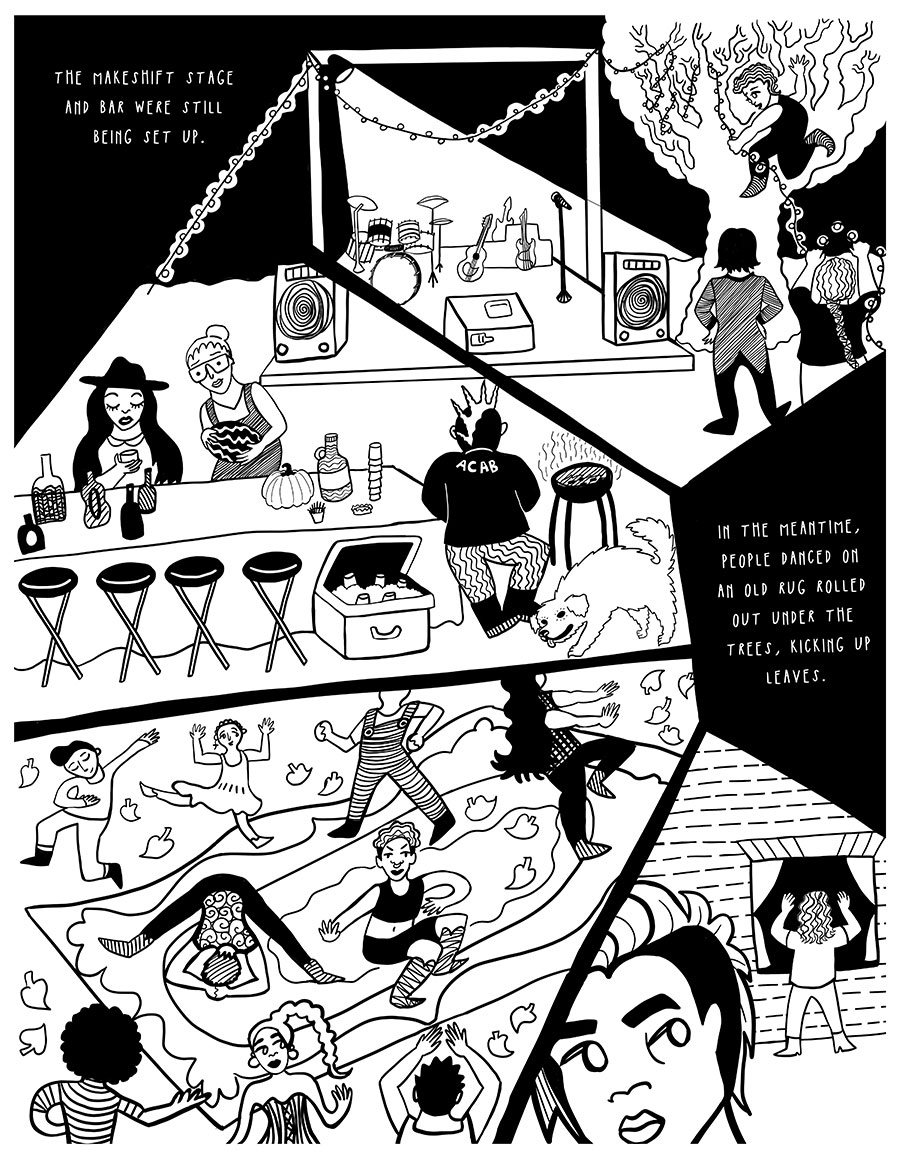 THE MAKESHIFT STAGE
AND BAR WERE STILL
BEING SET UP.
ACAB
IN THE MEANTIME,
PEOPLE DANCED ON
AN OLD RUG ROLLED
OUT UNDER THE
TREES, KICKING UP
LEAVES.